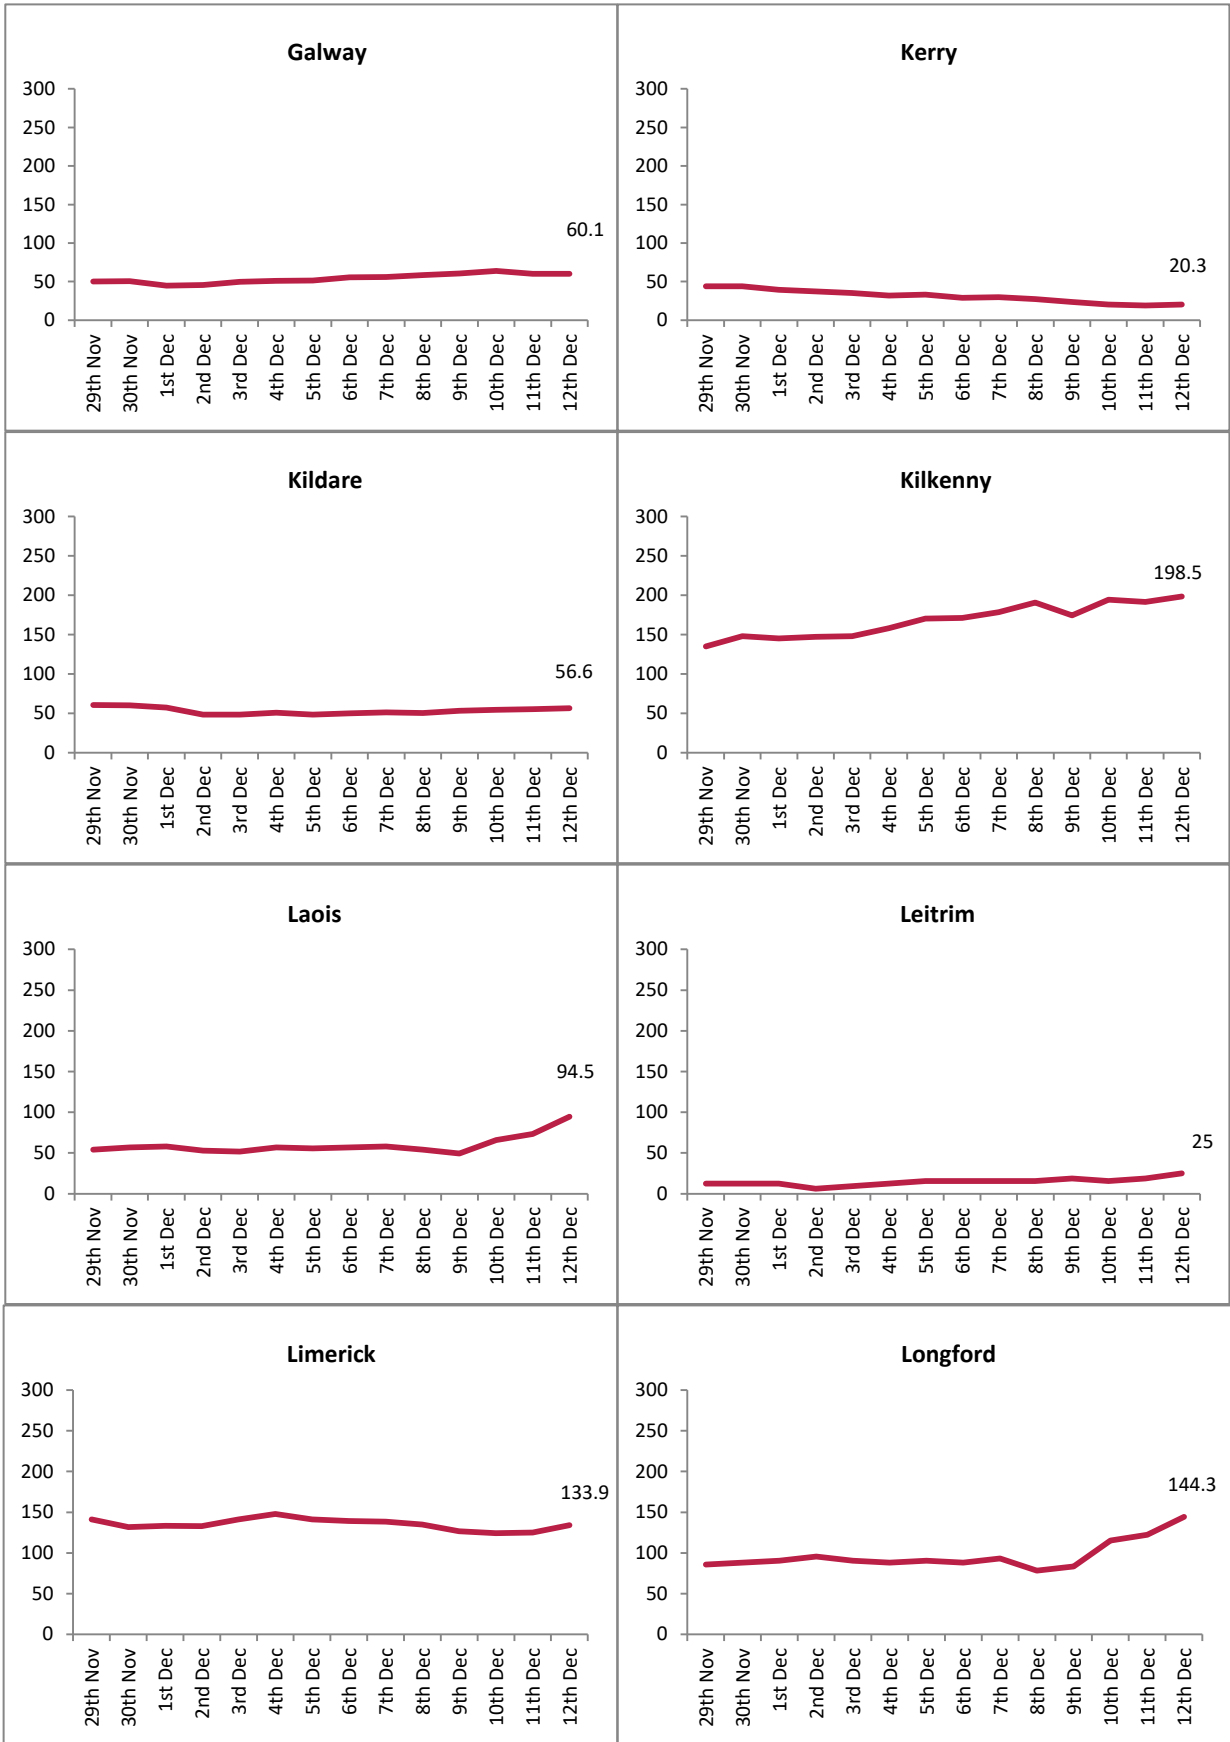 Galway
300
250
200
150
100
50
0
60.1
29th Nov
30th Nov
1st Dec
2nd Dec
3rd Dec
4th Dec
5th Dec
6th Dec
7th Dec
8th Dec
9th Dec
10th Dec
11th Dec
12th Dec
Kerry
300
250
200
150
100
50
0
20.3
29th Nov
30th Nov
1st Dec
2nd Dec
3rd Dec
4th Dec
5th Dec
6th Dec
7th Dec
8th Dec
9th Dec
10th Dec
11th Dec
12th Dec
Kildare
300
250
200
150
100
50
0
56.6
29th Nov
30th Nov
1st Dec
2nd Dec
3rd Dec
4th Dec
5th Dec
6th Dec
7th Dec
8th Dec
9th Dec
10th Dec
11th Dec
12th Dec
Kilkenny
300
250
200
150
100
50
0
198.5
29th Nov
30th Nov
1st Dec
2nd Dec
3rd Dec
4th Dec
5th Dec
6th Dec
7th Dec
8th Dec
9th Dec
10th Dec
11th Dec
12th Dec
Laois
300
250
200
150
100
50
0
94.5
29th Nov
30th Nov
1st Dec
2nd Dec
3rd Dec
4th Dec
5th Dec
6th Dec
7th Dec
8th Dec
9th Dec
10th Dec
11th Dec
12th Dec
Leitrim
300
250
200
150
100
50
0
25
29th Nov
30th Nov
1st Dec
2nd Dec
3rd Dec
4th Dec
5th Dec
6th Dec
7th Dec
8th Dec
9th Dec
10th Dec
11th Dec
12th Dec
Limerick
300
250
200
150
100
50
0
133.9
29th Nov
30th Nov
1st Dec
2nd Dec
3rd Dec
4th Dec
5th Dec
6th Dec
7th Dec
8th Dec
9th Dec
10th Dec
11th Dec
12th Dec
Longford
300
250
200
150
100
50
0
144.3
29th Nov
30th Nov
1st Dec
2nd Dec
3rd Dec
4th Dec
5th Dec
6th Dec
7th Dec
8th Dec
9th Dec
10th Dec
11th Dec
12th Dec